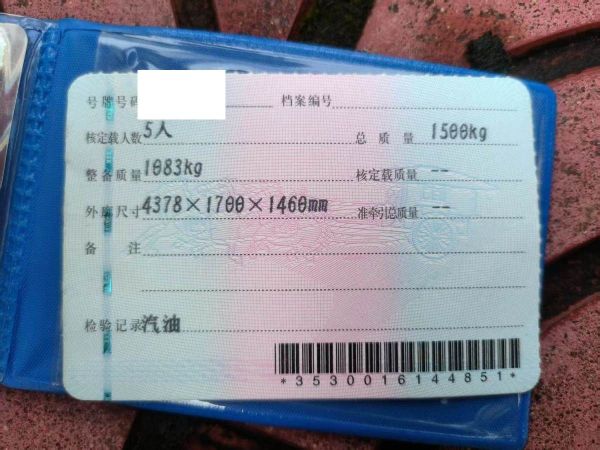 号牌号码 档案编号
核定载人数 5人 总质量 1500kg
整备质量 1083kg 核定载质量 --
外廓尺寸 4378×1700×1460mm 准牵引总质量 --
备注
检验记录 汽油
*3530016144851*